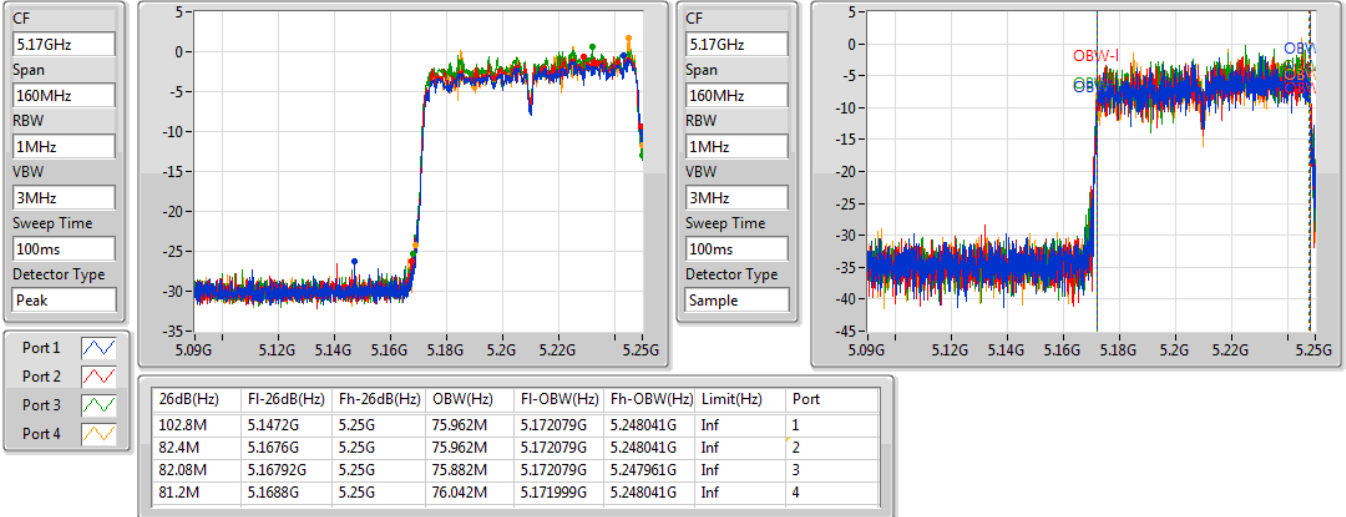 CF
5.17GHz
Span
160MHz
RBW
1MHz
VBW
3MHz
Sweep Time
100ms
Detector Type
Peak
5
0
-5
-10
-15
-20
-25
-30
-35
5.09G 5.12G 5.14G 5.16G 5.18G 5.2G 5.22G 5.25G
CF
5.17GHz
Span
160MHz
RBW
1MHz
VBW
3MHz
Sweep Time
100ms
Detector Type
Sample
5
0
-5
-10
-15
-20
-25
-30
-35
-40
-45
OBW-l
5.09G 5.12G 5.14G 5.16G 5.18G 5.2G 5.22G 5.25G
Port 1
Port 2
Port 3
Port 4
26dB(Hz) Fl-26dB(Hz) Fh-26dB(Hz) OBW(Hz) Fl-OBW(Hz) Fh-OBW(Hz) Limit(Hz) Port
102.8M 5.1472G 5.25G 75.962M 5.172079G 5.248041G Inf 1
82.4M 5.1676G 5.25G 75.962M 5.172079G 5.248041G Inf 2
82.08M 5.16792G 5.25G 75.882M 5.172079G 5.247961G Inf 3
81.2M 5.1688G 5.25G 76.042M 5.171999G 5.248041G Inf 4